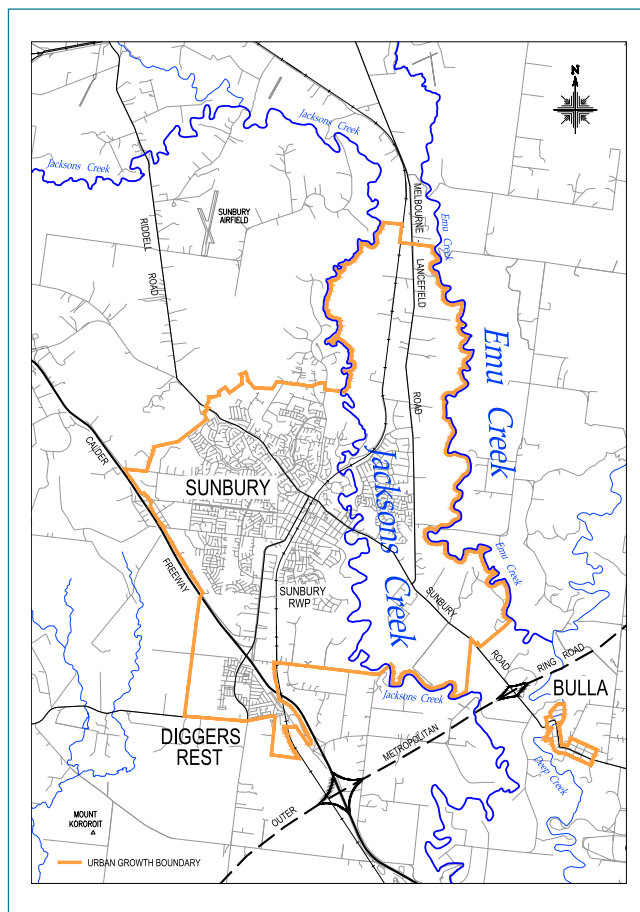 N
Jacksons Creek
Jacksons Creek
MELBOURNE
RIDDELL
ROAD
SUNBURY
AIRFIELD
Emu Creek
LANCEFIELD
ROAD
Emu Creek
CALDER
FREEWAY
SUNBURY
Jacksons Creek
SUNBURY
RWP
Emu Creek
SUNBURY
ROAD
RING ROAD
BULLA
Jacksons Creek
METROPOLITAN
OUTER
DIGGERS
REST
Deep Creek
MOUNT
KOROROIT
URBAN GROWTH BOUNDARY